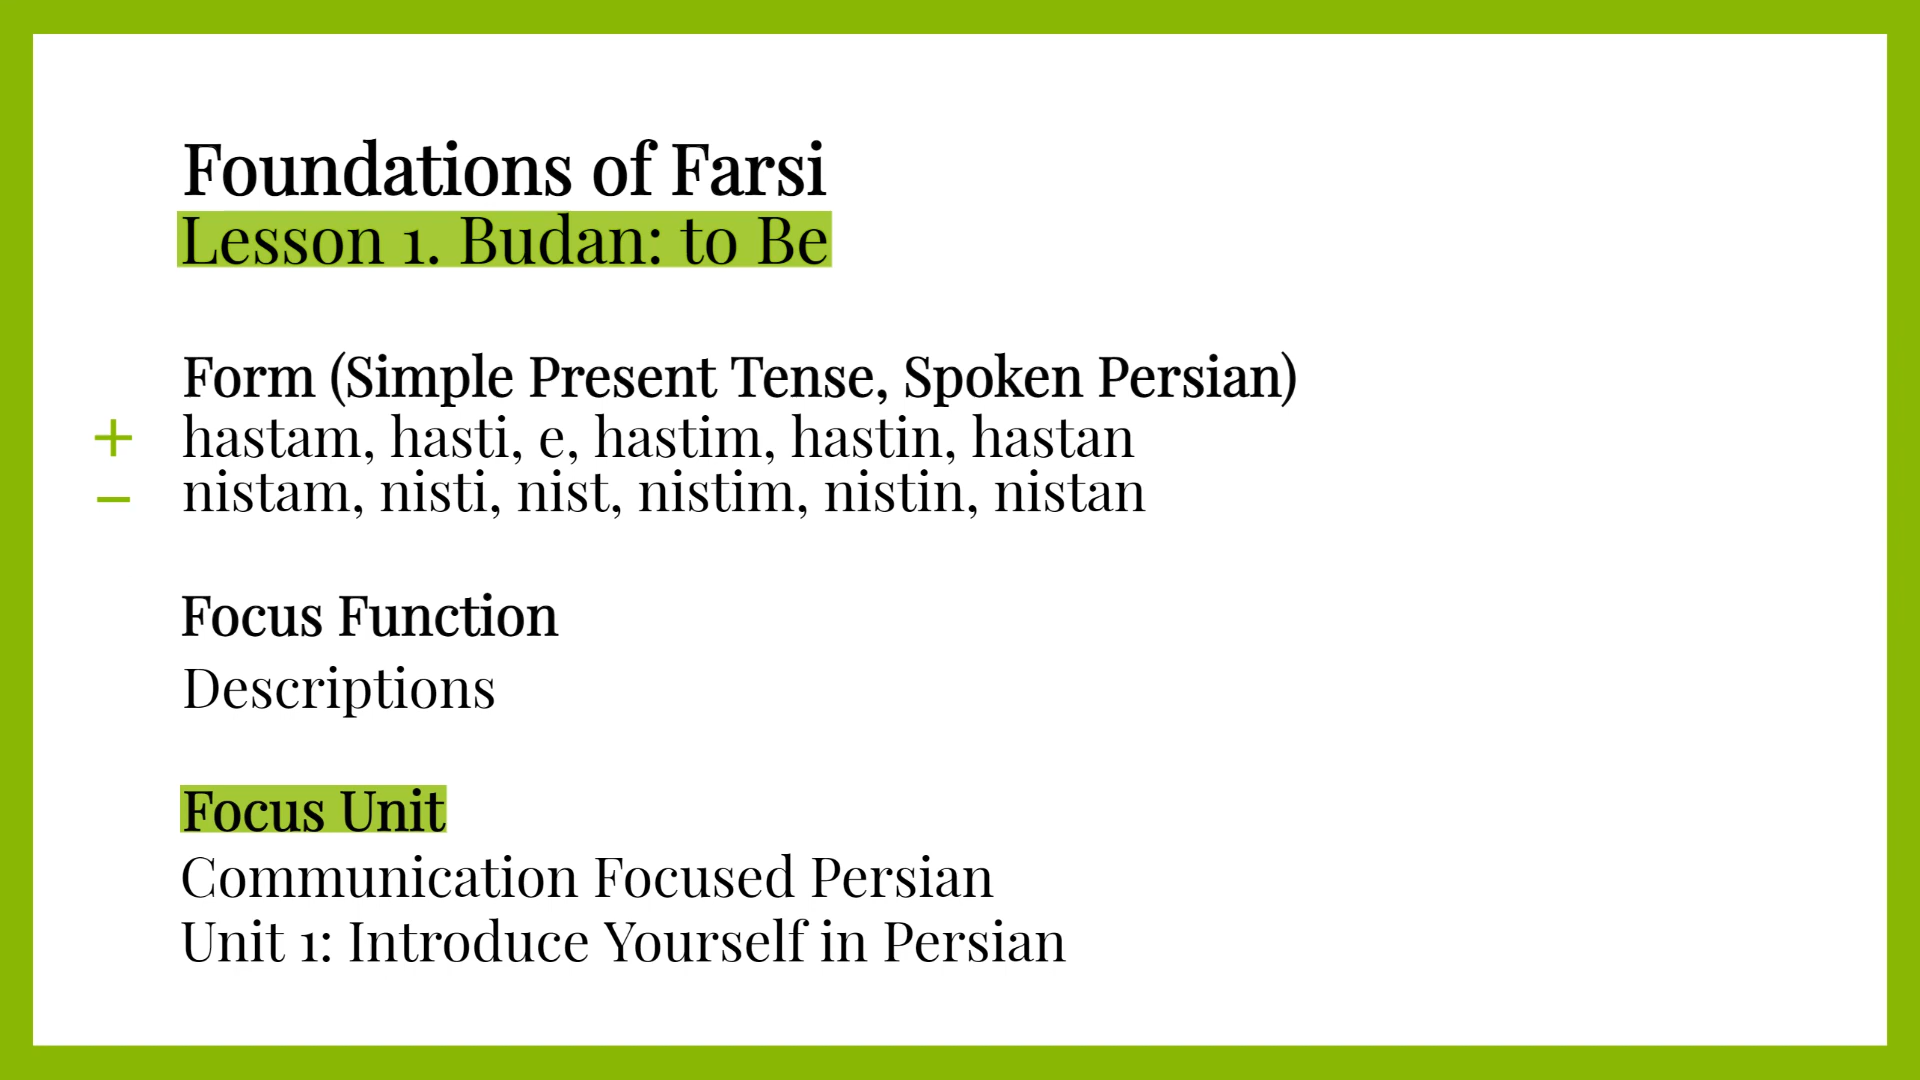 Foundations of Farsi
Lesson 1. Budan: to Be
Form (Simple Present Tense, Spoken Persian)
+ hastam, hasti, e, hastim, hastin, hastan
– nistam, nisti, nist, nistim, nistin, nistan
Focus Function
Descriptions
Focus Unit
Communication Focused Persian
Unit 1: Introduce Yourself in Persian